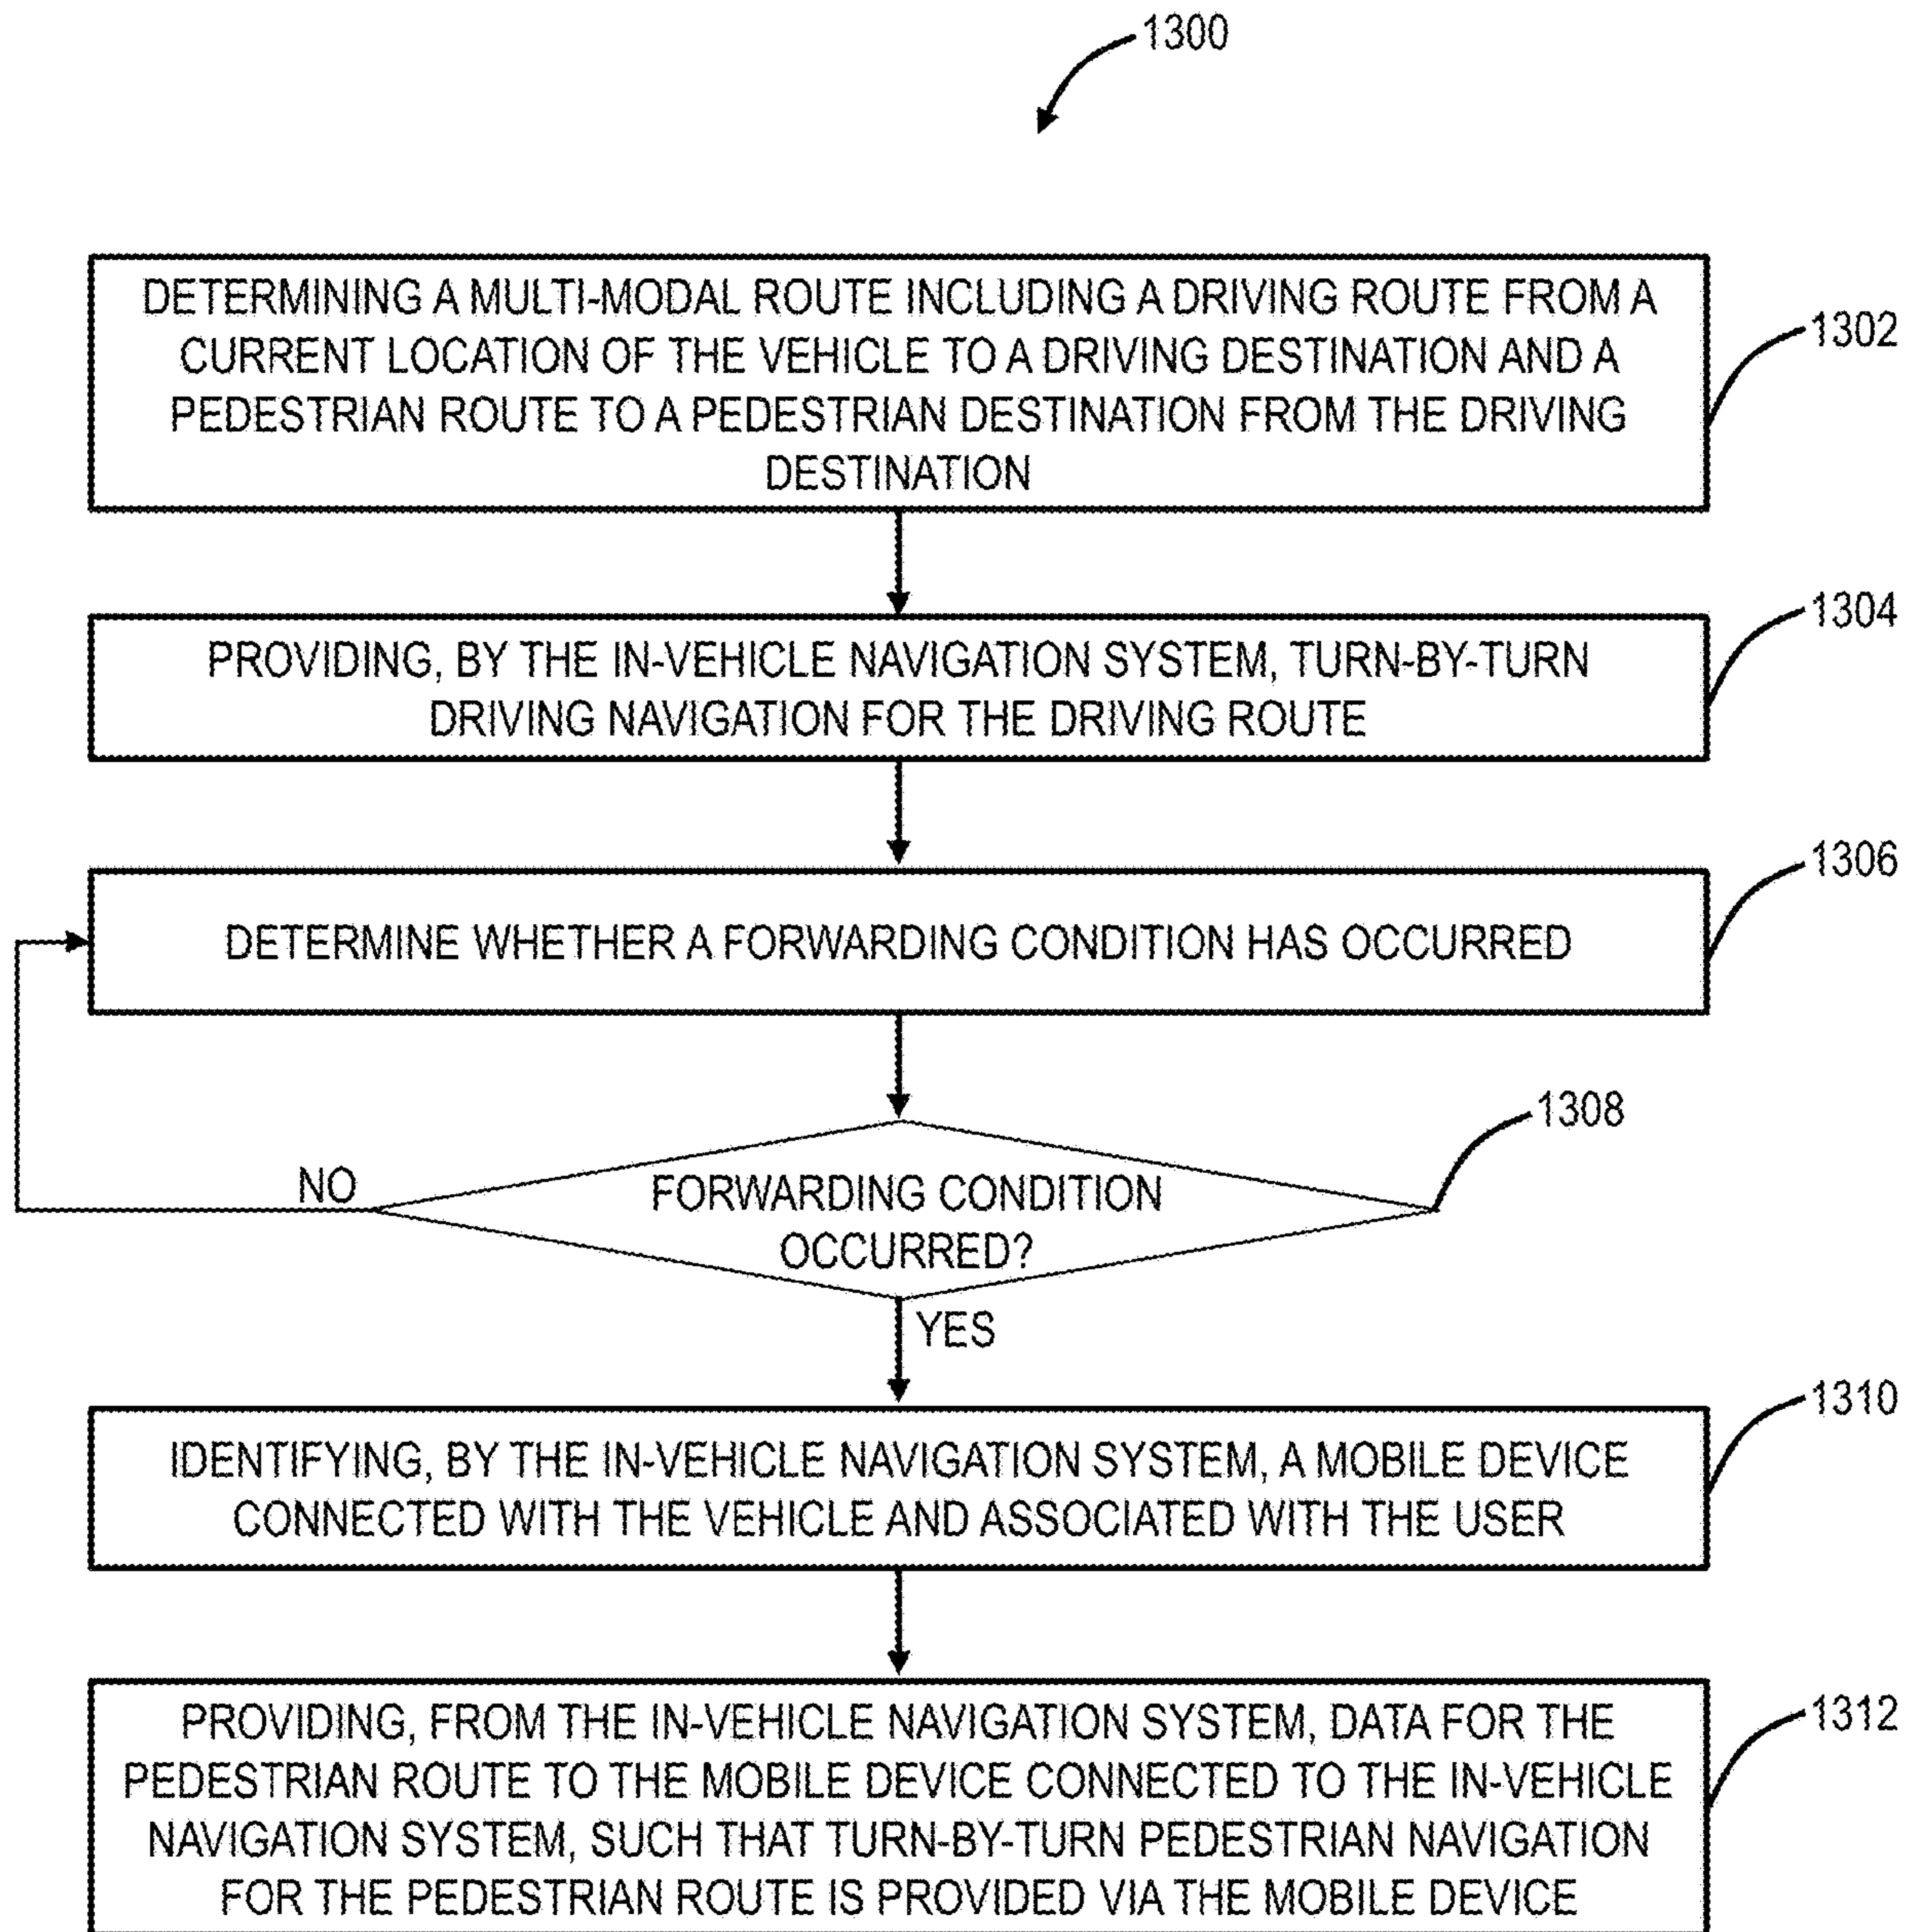 1300
DETERMINING A MULTI-MODAL ROUTE INCLUDING A DRIVING ROUTE FROM A
CURRENT LOCATION OF THE VEHICLE TO A DRIVING DESTINATION AND A
PEDESTRIAN ROUTE TO A PEDESTRIAN DESTINATION FROM THE DRIVING
DESTINATION
1302
PROVIDING, BY THE IN-VEHICLE NAVIGATION SYSTEM, TURN-BY-TURN
DRIVING NAVIGATION FOR THE DRIVING ROUTE
1304
DETERMINE WHETHER A FORWARDING CONDITION HAS OCCURRED
1306
FORWARDING CONDITION
OCCURRED?
1308
NO
YES
IDENTIFYING, BY THE IN-VEHICLE NAVIGATION SYSTEM, A MOBILE DEVICE
CONNECTED WITH THE VEHICLE AND ASSOCIATED WITH THE USER
1310
PROVIDING, FROM THE IN-VEHICLE NAVIGATION SYSTEM, DATA FOR THE
PEDESTRIAN ROUTE TO THE MOBILE DEVICE CONNECTED TO THE IN-VEHICLE
NAVIGATION SYSTEM, SUCH THAT TURN-BY-TURN PEDESTRIAN NAVIGATION
FOR THE PEDESTRIAN ROUTE IS PROVIDED VIA THE MOBILE DEVICE
1312